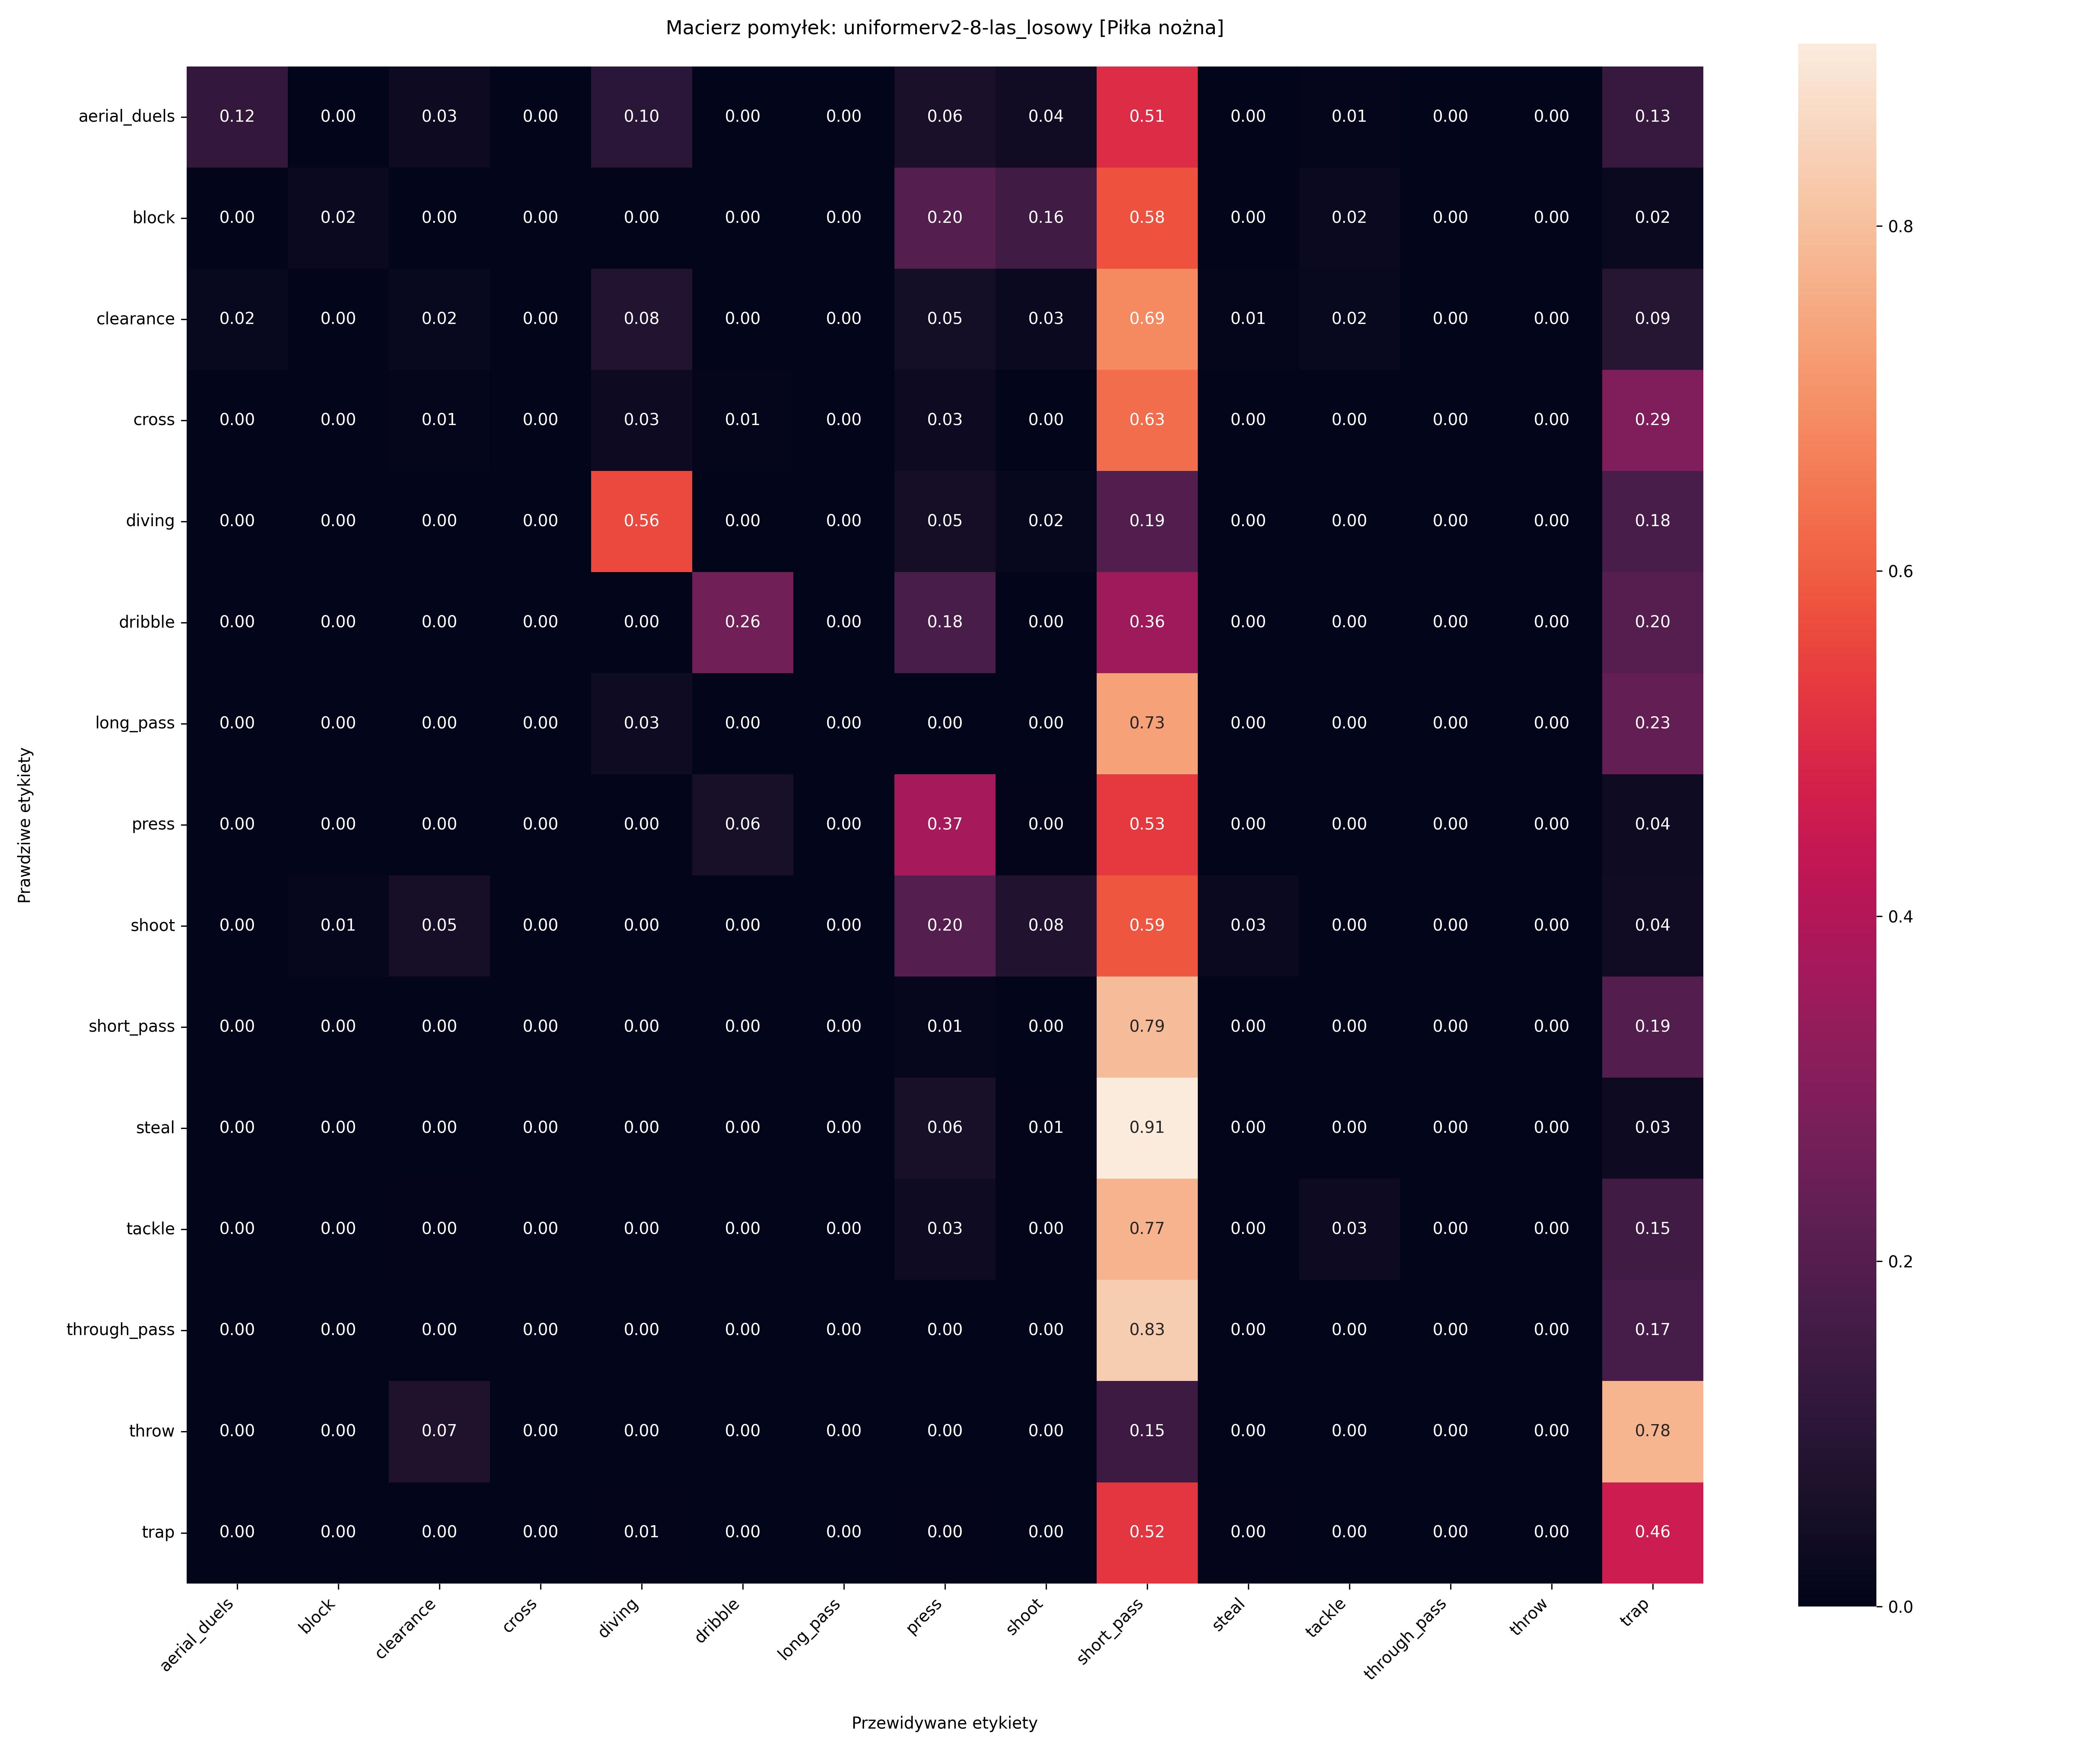 Macierz pomyłek: uniformerv2-8-las_losowy [Piłka nożna]
aerial_duels 0.12 0.00 0.03 0.00 0.10 0.00 0.00 0.06 0.04 0.51 0.00 0.01 0.00 0.00 0.13
block 0.00 0.02 0.00 0.00 0.00 0.00 0.00 0.20 0.16 0.58 0.00 0.02 0.00 0.00 0.02
clearance 0.02 0.00 0.02 0.00 0.08 0.00 0.00 0.05 0.03 0.69 0.01 0.02 0.00 0.00 0.09
cross 0.00 0.00 0.01 0.00 0.03 0.01 0.00 0.03 0.00 0.63 0.00 0.00 0.00 0.00 0.29
diving 0.00 0.00 0.00 0.00 0.56 0.00 0.00 0.05 0.02 0.19 0.00 0.00 0.00 0.00 0.18
dribble 0.00 0.00 0.00 0.00 0.00 0.26 0.00 0.18 0.00 0.36 0.00 0.00 0.00 0.00 0.20
long_pass 0.00 0.00 0.00 0.00 0.03 0.00 0.00 0.00 0.00 0.73 0.00 0.00 0.00 0.00 0.23
press 0.00 0.00 0.00 0.00 0.00 0.06 0.00 0.37 0.00 0.53 0.00 0.00 0.00 0.00 0.04
shoot 0.00 0.01 0.05 0.00 0.00 0.00 0.00 0.20 0.08 0.59 0.03 0.00 0.00 0.00 0.04
short_pass 0.00 0.00 0.00 0.00 0.00 0.00 0.00 0.01 0.00 0.79 0.00 0.00 0.00 0.00 0.19
steal 0.00 0.00 0.00 0.00 0.00 0.00 0.00 0.06 0.01 0.91 0.00 0.00 0.00 0.00 0.03
tackle 0.00 0.00 0.00 0.00 0.00 0.00 0.00 0.03 0.00 0.77 0.00 0.03 0.00 0.00 0.15
through_pass 0.00 0.00 0.00 0.00 0.00 0.00 0.00 0.00 0.00 0.83 0.00 0.00 0.00 0.00 0.17
throw 0.00 0.00 0.07 0.00 0.00 0.00 0.00 0.00 0.00 0.15 0.00 0.00 0.00 0.00 0.78
trap 0.00 0.00 0.00 0.00 0.01 0.00 0.00 0.00 0.00 0.52 0.00 0.00 0.00 0.00 0.46
aerial_duels block clearance cross diving dribble long_pass press shoot short_pass steal tackle through_pass throw trap
Przewidywane etykiety
Prawdziwe etykiety
0.8
0.6
0.4
0.2
0.0